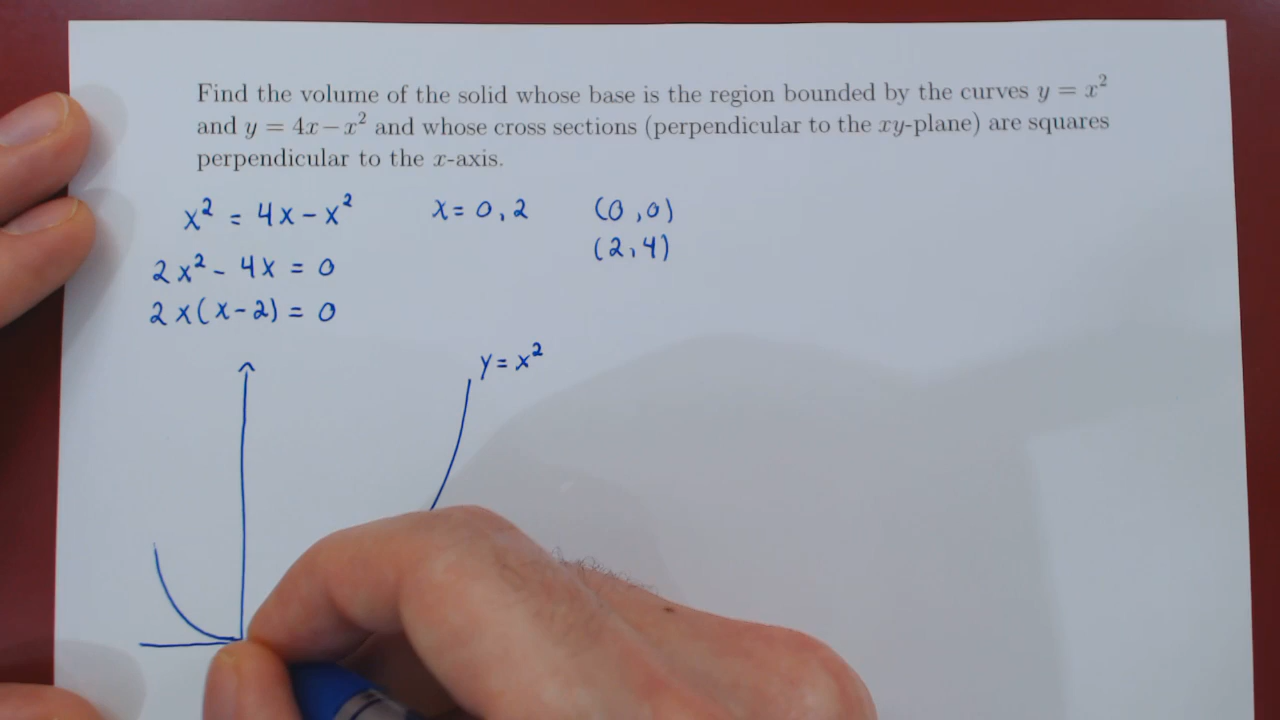 Find the volume of the solid whose base is the region bounded by the curves y = x²
and y = 4x−x² and whose cross sections (perpendicular to the xy-plane) are squares
perpendicular to the x-axis.
x² = 4x − x² x = 0, 2 (0,0)
(2,4)
2x² − 4x = 0
2x(x−2) = 0
y = x²